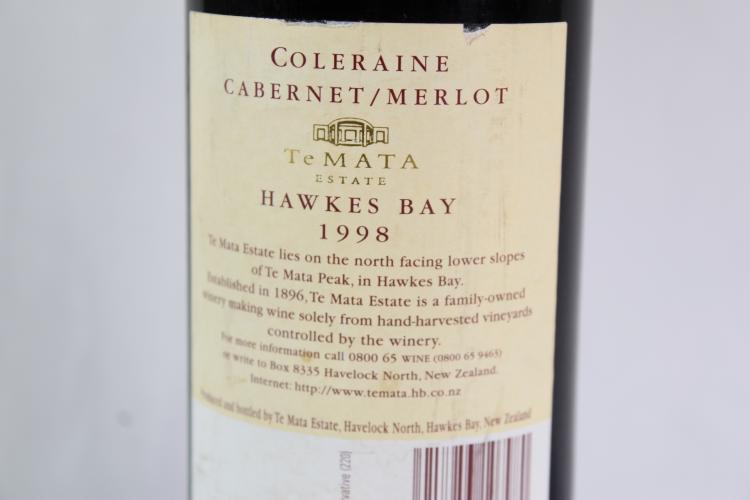 COLERAINE
CABERNET/MERLOT
TeMATA
ESTATE
HAWKES BAY
1998
Te Mata Estate lies on the north facing lower slopes
of Te Mata Peak, in Hawkes Bay.
Established in 1896, Te Mata Estate is a family-owned
winery making wine solely from hand-harvested vineyards
controlled by the winery.
For more information call 0800 65 WINE (0800 65 9463)
or write to Box 8335 Havelock North, New Zealand.
Internet: http://www.temata.hb.co.nz
Produced and bottled by Te Mata Estate, Havelock North, Hawkes Bay, New Zealand
(220)